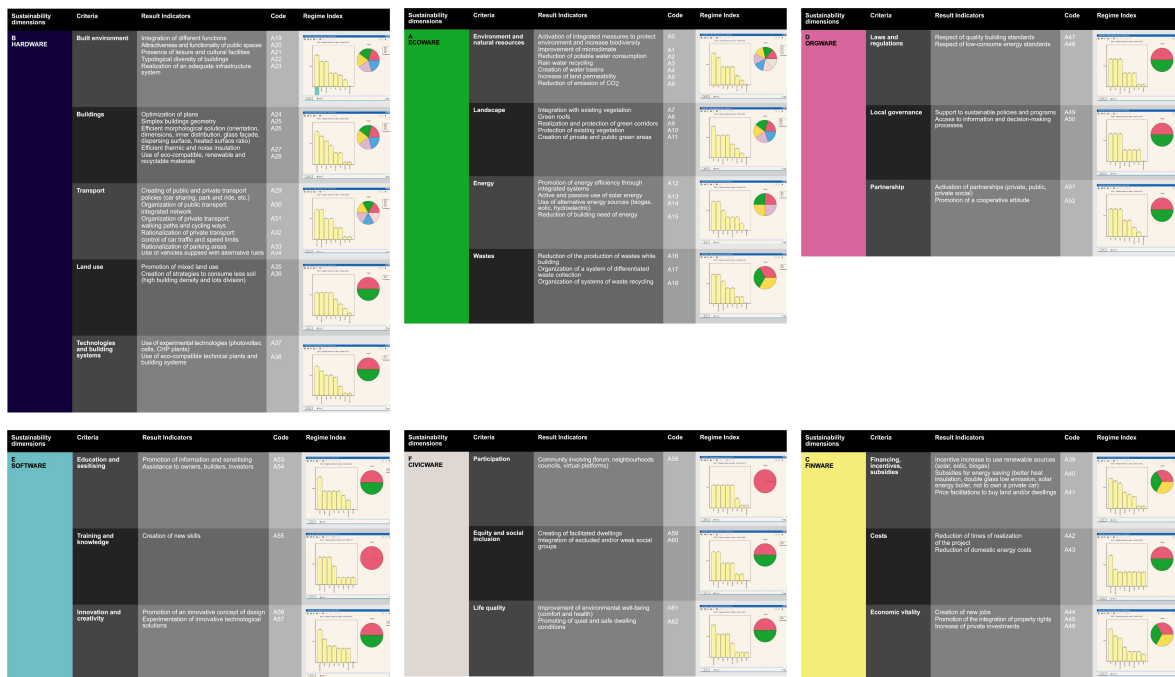 Sustainability dimensions
Criteria
Result Indicators
Code
Regime Index
B
HARDWARE
Built environment
Integration of different functions A19
Attractiveness and functionality of public spaces A20
Presence of leisure and cultural facilities A21
Typological diversity of buildings A22
Realization of an adequate infrastructure A23
system
Buildings
Optimization of plans A24
Simplex buildings geometry A25
Efficient morphological solution (orientation, A26
dimensions, inner distribution, glass façade,
dispersing surface, heated surface ratio)
Efficient thermic and noise insulation A27
Use of eco-compatible, renewable and A28
recyclable materials
Transport
Creating of public and private transport A29
policies (car sharing, park and ride, etc.)
Organization of public transport: A30
integrated network
Organization of private transport: A31
walking paths and cycling ways
Rationalization of private transport: A32
control of car traffic and speed limits
Rationalization of parking areas A33
Use of vehicles supplied with alternative fuels A34
Land use
Promotion of mixed land use A35
Creation of strategies to consume less soil A36
(high building density and lots division)
Technologies
and building
systems
Use of experimental technologies (photovoltaic A37
cells, CHP plants)
Use of eco-compatible technical plants and A38
building systems
Sustainability dimensions
Criteria
Result Indicators
Code
Regime Index
A
ECOWARE
Environment and
natural resources
Activation of integrated measures to protect A0
environment and increase biodiversity
Improvement of microclimate A1
Reduction of potable water consumption A2
Rain water recycling A3
Creation of water basins A4
Increase of land permeability A5
Reduction of emission of CO2 A6
Landscape
Integration with existing vegetation A7
Green roofs A8
Realization and protection of green corridors A9
Protection of existing vegetation A10
Creation of private and public green areas A11
Energy
Promotion of energy efficiency through A12
integrated systems
Active and passive use of solar energy A13
Use of alternative energy sources (biogas, A14
eolic, hydroelectric)
Reduction of building need of energy A15
Wastes
Reduction of the production of wastes while A16
building
Organization of a system of differentiated A17
waste collection
Organization of systems of waste recycling A18
Sustainability dimensions
Criteria
Result Indicators
Code
Regime Index
D
ORGWARE
Laws and
regulations
Respect of quality building standards A47
Respect of low-consume energy standards A48
Local governance
Support to sustainable policies and programs A49
Access to information and decision-making A50
processes
Partnership
Activation of partnerships (private, public, A51
private social)
Promotion of a cooperative attitude A52
Sustainability dimensions
Criteria
Result Indicators
Code
Regime Index
E
SOFTWARE
Education and
sesitising
Promotion of information and sensitising A53
Assistance to owners, builders, investors A54
Training and
knowledge
Creation of new skills A55
Innovation and
creativity
Promotion of an innovative concept of design A56
Experimentation of innovative technological A57
solutions
Sustainability dimensions
Criteria
Result Indicators
Code
Regime Index
F
CIVICWARE
Participation
Community involving (forum, neighbourhoods A58
councils, virtual platforms)
Equity and social
inclusion
Creating of facilitated dwellings A59
Integration of excluded and/or weak social A60
groups
Life quality
Improvement of environmental well-being A61
(comfort and health)
Promoting of quiet and safe dwelling A62
conditions
Sustainability dimensions
Criteria
Result Indicators
Code
Regime Index
C
FINWARE
Financing,
incentives,
subsidies
Incentive increase to use renewable sources A39
(solar, eolic, biogas)
Subsidies for energy saving (better heat A40
insulation, double glass low emission, solar
energy boiler, not to own a private car)
Price facilitations to buy land and/or dwellings A41
Costs
Reduction of times of realization A42
of the project
Reduction of domestic energy costs A43
Economic vitality
Creation of new jobs A44
Promotion of the integration of property rights A45
Increase of private investments A46